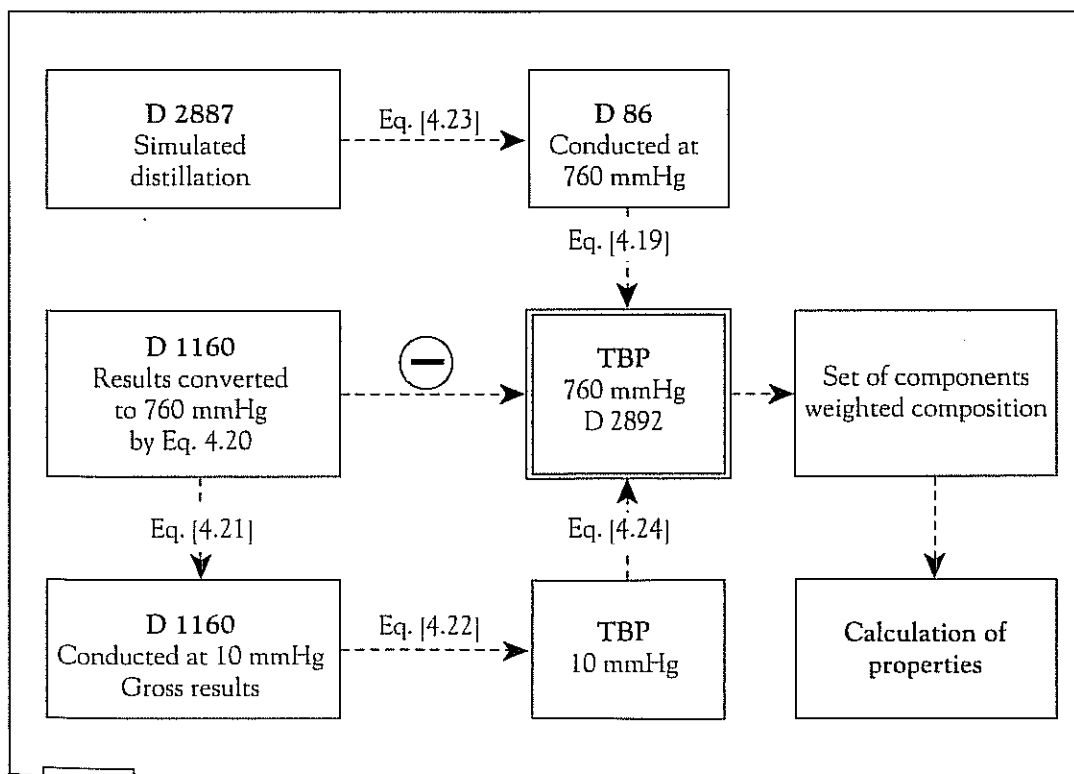 D 2887
Simulated
distillation
Eq. [4.23]
D 86
Conducted at
760 mmHg
Eq. [4.19]
D 1160
Results converted
to 760 mmHg
by Eq. 4.20
TBP
760 mmHg
D 2892
Set of components
weighted composition
Eq. [4.21]
Eq. [4.24]
D 1160
Conducted at 10 mmHg
Gross results
Eq. [4.22]
TBP
10 mmHg
Calculation of
properties